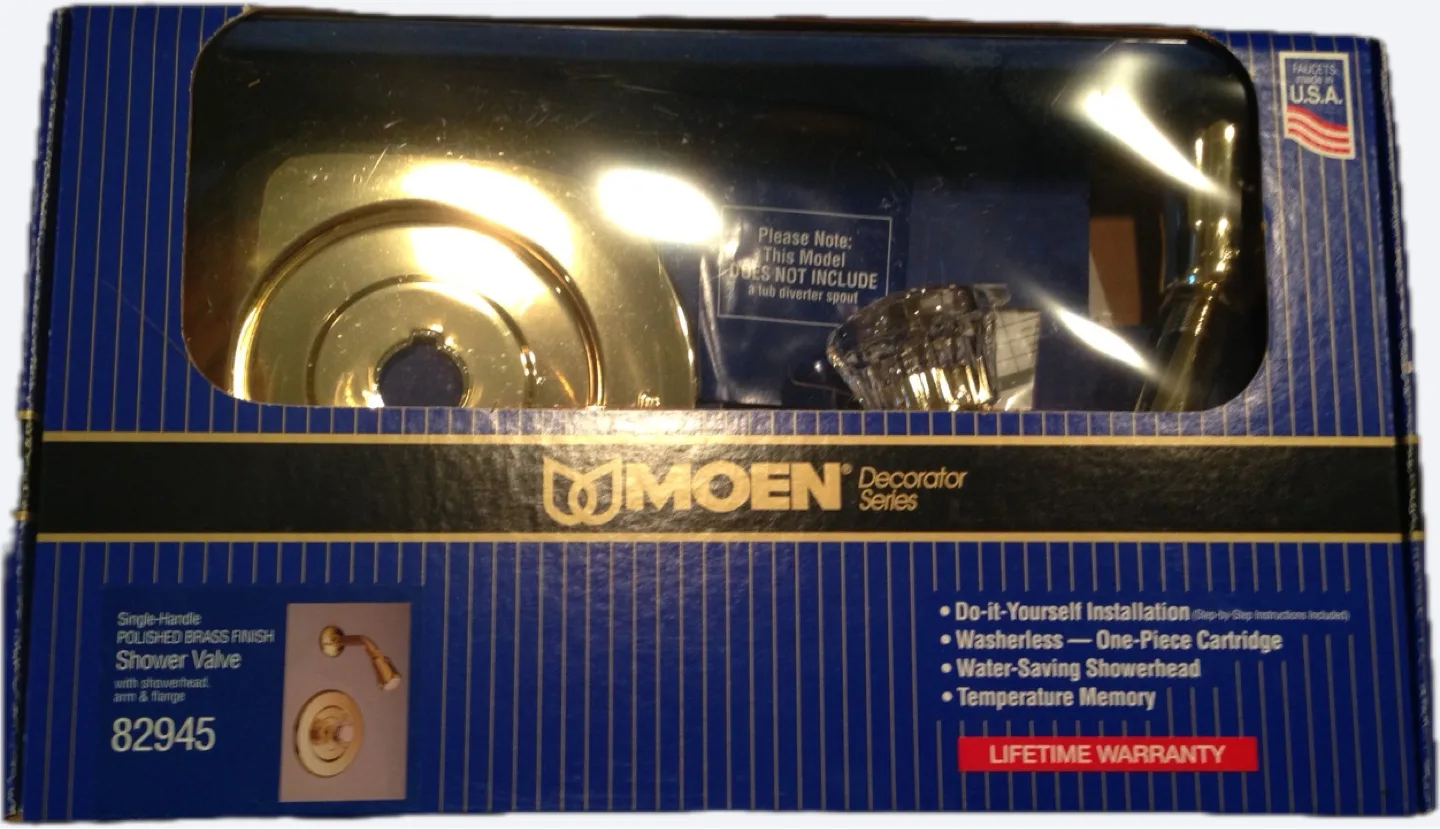 FAUCETS
made in
U.S.A.
Please Note:
This Model
DOES NOT INCLUDE
a tub diverter spout
MOEN® Decorator
Series
Single-Handle
POLISHED BRASS FINISH
Shower Valve
with showerhead,
arm & flange
82945
• Do-it-Yourself Installation (Step-by-Step Instructions Included)
• Washerless — One-Piece Cartridge
• Water-Saving Showerhead
• Temperature Memory
LIFETIME WARRANTY